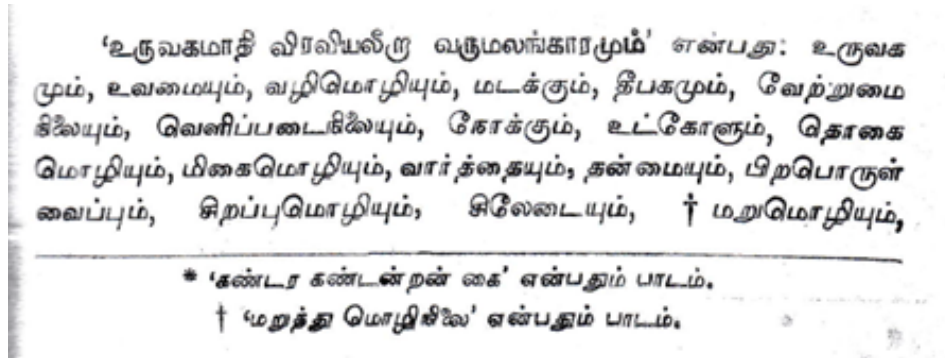 ‘உருவகமாதி விரவியலீறு வருமலங்காரமும்’ என்பது: உருவக
மும், உவமையும், வழிமொழியும், மடக்கும், தீபகமும், வேற்றுமை
நிலையும், வெளிப்படைநிலையும், நோக்கும், உட்கோளும், தொகை
மொழியும், மிகைமொழியும், வார்த்தையும், தன்மையும், பிறபொருள்
வைப்பும், சிறப்புமொழியும், சிலேடையும், † மறுமொழியும்,
* ‘கண்டர கண்டன்றன் கை’ என்பதும் பாடம்.
† ‘மறுத்து மொழிநிலை’ என்பதும் பாடம்.